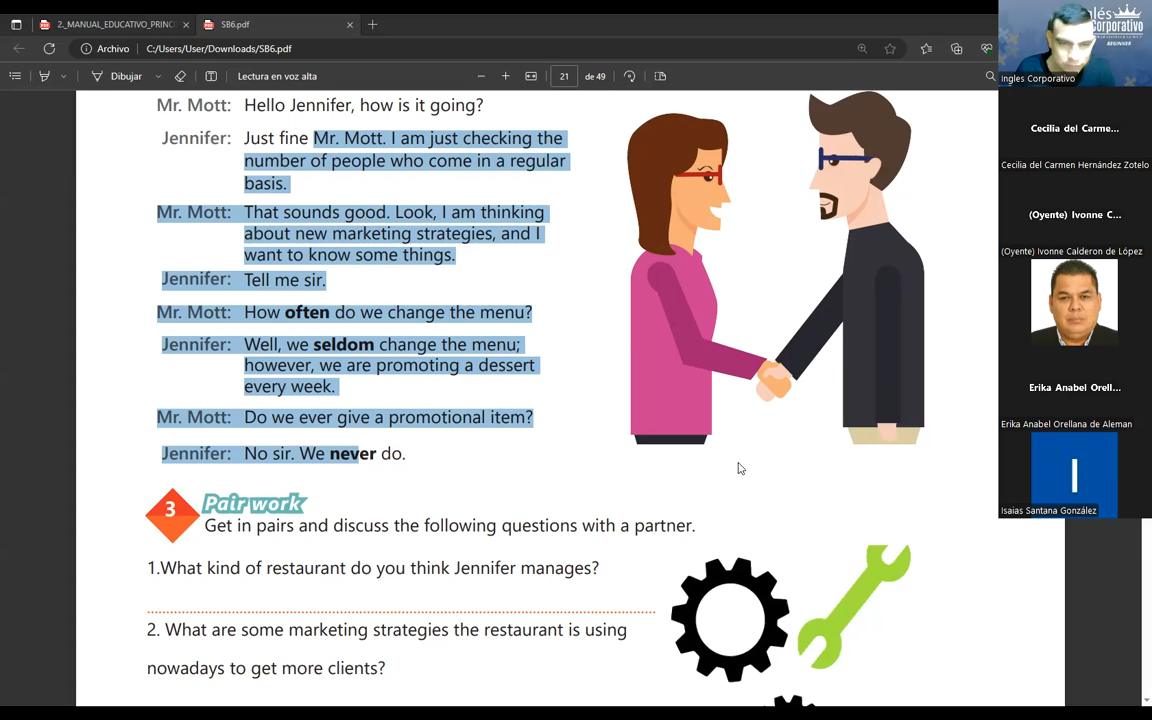 2._MANUAL_EDUCATIVO_PRINC
SB6.pdf
Archivo
C:/Users/User/Downloads/SB6.pdf
Dibujar
Lectura en voz alta
21
de 49
Mr. Mott: Hello Jennifer, how is it going?
Jennifer: Just fine Mr. Mott. I am just checking the
number of people who come in a regular
basis.
Mr. Mott: That sounds good. Look, I am thinking
about new marketing strategies, and I
want to know some things.
Jennifer: Tell me sir.
Mr. Mott: How often do we change the menu?
Jennifer: Well, we seldom change the menu;
however, we are promoting a dessert
every week.
Mr. Mott: Do we ever give a promotional item?
Jennifer: No sir. We never do.
3 Pair work
Get in pairs and discuss the following questions with a partner.
1.What kind of restaurant do you think Jennifer manages?
2. What are some marketing strategies the restaurant is using
nowadays to get more clients?
lés
Corporativo
BEGINNER
Ingles Corporativo
Cecilia del Carme...
Cecilia del Carmen Hernández Zotelo
(Oyente) Ivonne C...
(Oyente) Ivonne Calderon de López
Erika Anabel Orell...
Erika Anabel Orellana de Aleman
I
Isaias Santana González